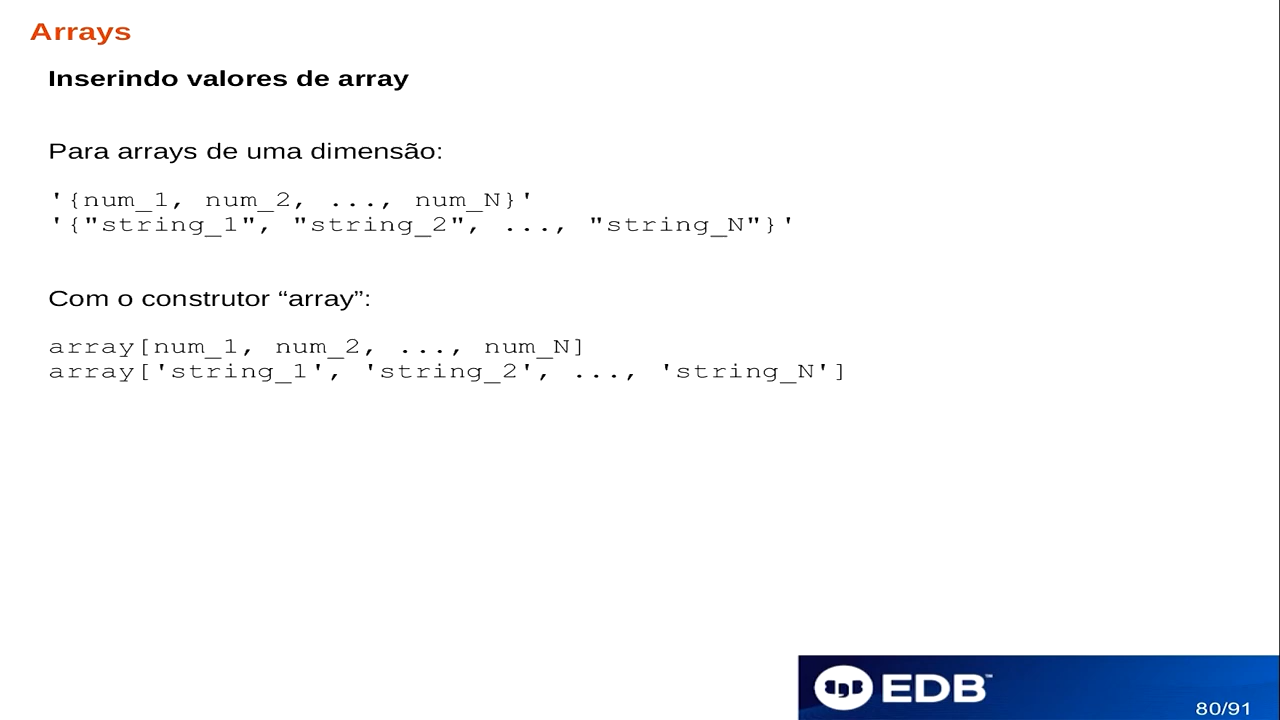 Arrays
Inserindo valores de array
Para arrays de uma dimensão:
'{num_1, num_2, ..., num_N}'
'{"string_1", "string_2", ..., "string_N"}'
Com o construtor “array”:
array[num_1, num_2, ..., num_N]
array['string_1', 'string_2', ..., 'string_N']
EDB™
80/91